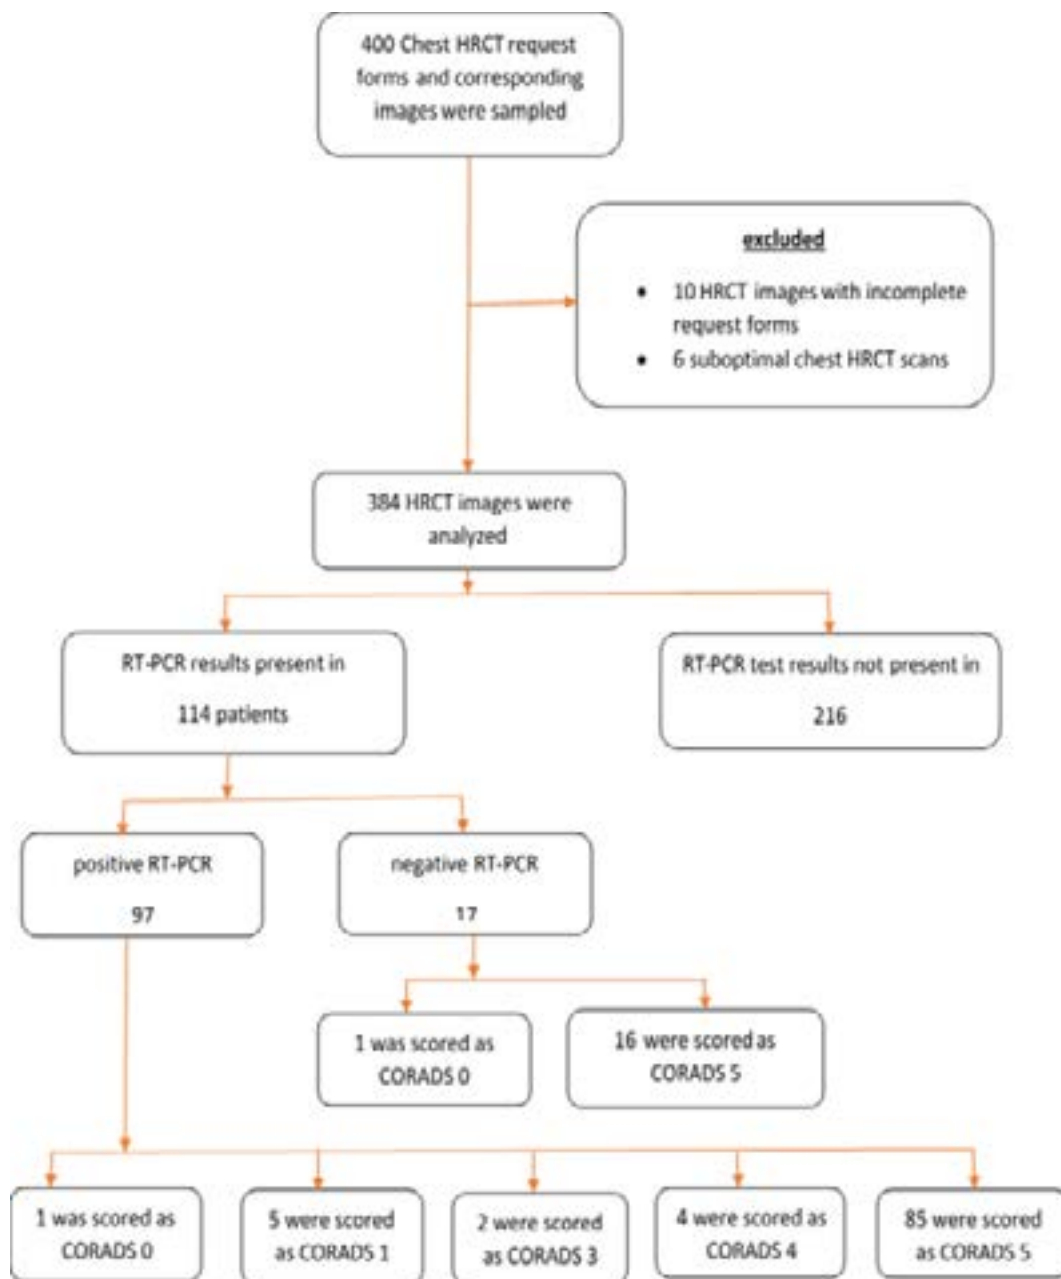 400 Chest HRCT request
forms and corresponding
images were sampled
excluded
• 10 HRCT images with incomplete
request forms
• 6 suboptimal chest HRCT scans
384 HRCT images were
analyzed
RT-PCR results present in
114 patients
RT-PCR test results not present in
216
positive RT-PCR
97
negative RT-PCR
17
1 was scored as
CORADS 0
16 were scored as
CORADS 5
1 was scored as
CORADS 0
5 were scored
as CORADS 1
2 were scored
as CORADS 3
4 were scored as
CORADS 4
85 were scored
as CORADS 5